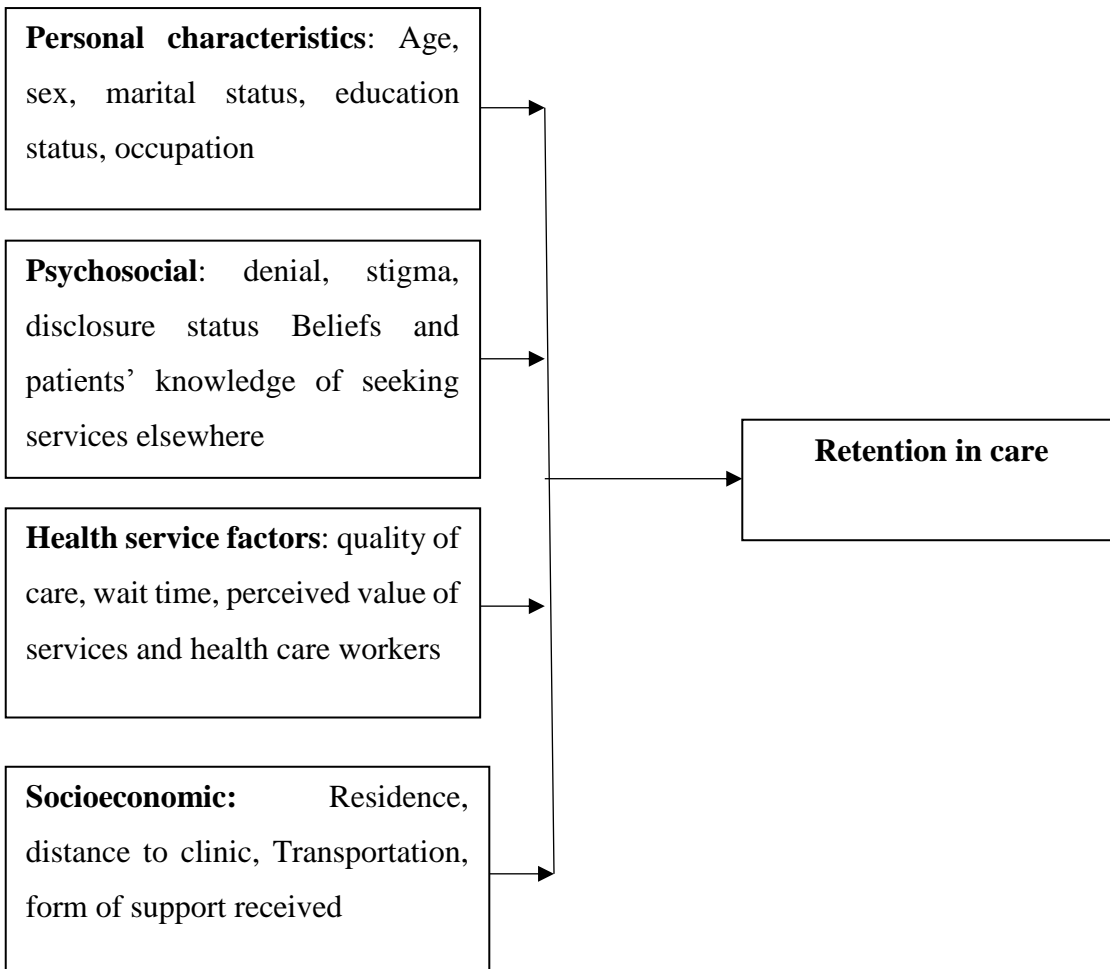 Personal characteristics: Age,
sex, marital status, education
status, occupation
Psychosocial: denial, stigma,
disclosure status Beliefs and
patients’ knowledge of seeking
services elsewhere
Retention in care
Health service factors: quality of
care, wait time, perceived value of
services and health care workers
Socioeconomic: Residence,
distance to clinic, Transportation,
form of support received